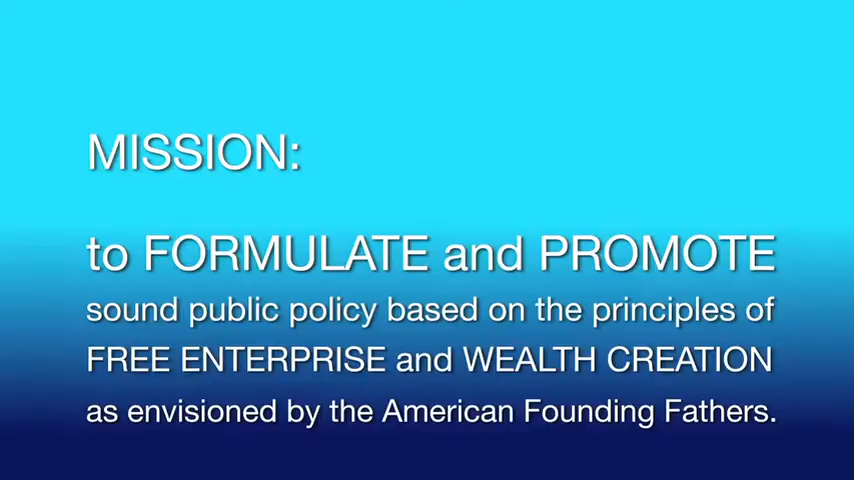 MISSION:
to FORMULATE and PROMOTE
sound public policy based on the principles of
FREE ENTERPRISE and WEALTH CREATION
as envisioned by the American Founding Fathers.